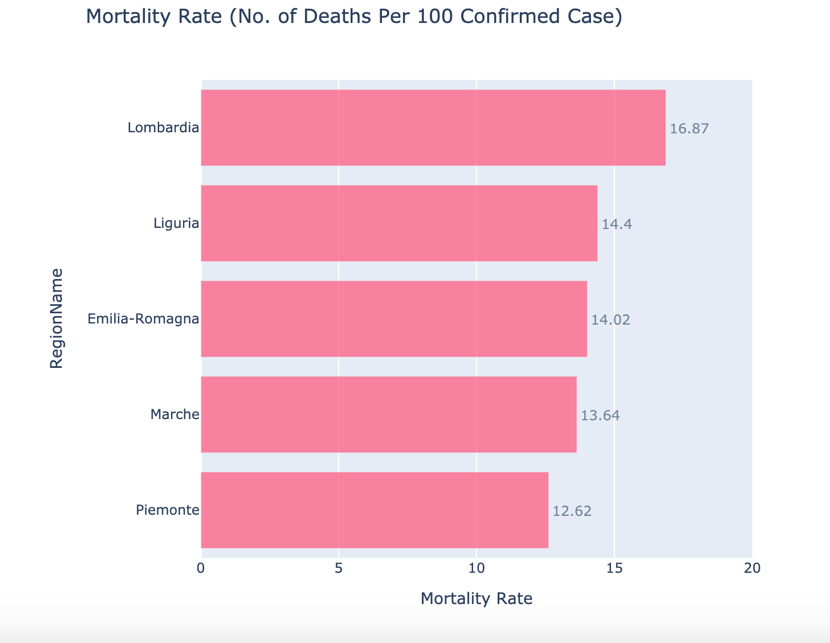 Mortality Rate (No. of Deaths Per 100 Confirmed Case)
RegionName
Lombardia 16.87
Liguria 14.4
Emilia-Romagna 14.02
Marche 13.64
Piemonte 12.62
0 5 10 15 20
Mortality Rate